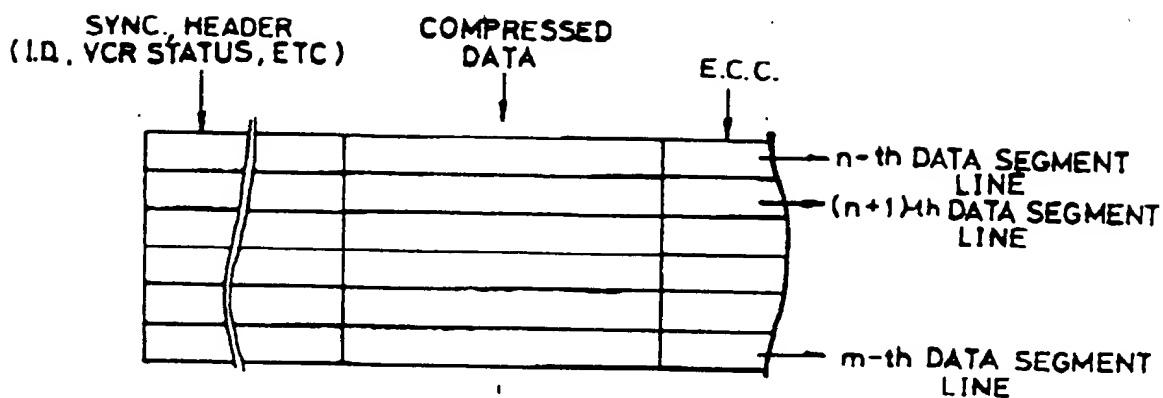 SYNC., HEADER
(I.D., VCR STATUS, ETC)
COMPRESSED
DATA
E.C.C.
n-th DATA SEGMENT
LINE
(n+1)-th DATA SEGMENT
LINE
m-th DATA SEGMENT
LINE